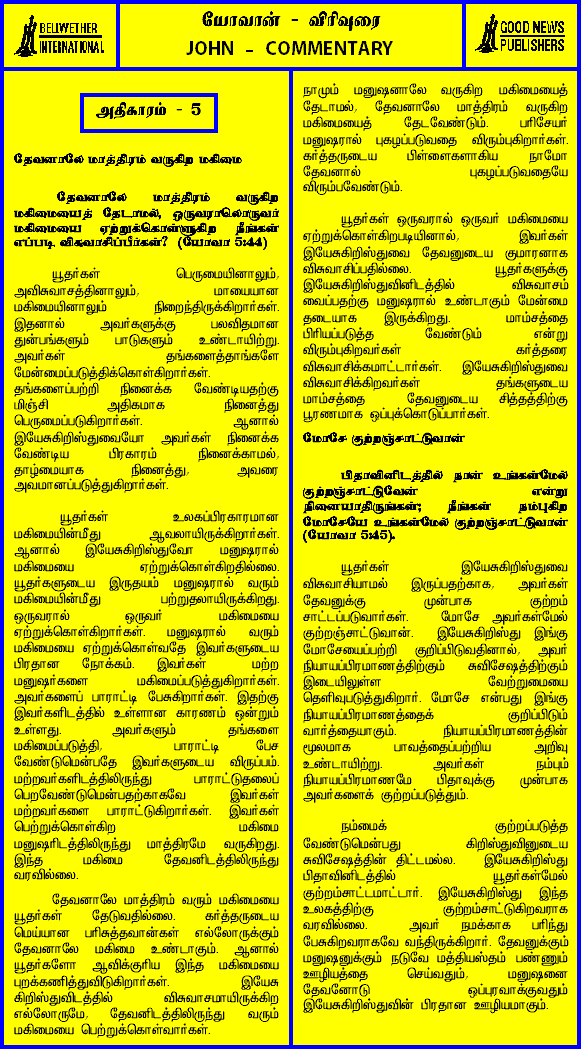 BELWETHER
INTERNATIONAL
யோவான் - விரிவுரை
JOHN - COMMENTARY
GOOD NEWS
PUBLISHERS
அதிகாரம் - 5
தேவனாலே மாத்திரம் வருகிற மகிமை
தேவனாலே மாத்திரம் வருகிற
மகிமையைத் தேடாமல், ஒருவராலொருவர்
மகிமையை ஏற்றுக்கொள்ளுகிற நீங்கள்
எப்படி விசுவாசிப்பீர்கள்? (யோவா 5:44)
யூதர்கள் பெருமையினாலும்,
அவிசுவாசத்தினாலும், மாயையான
மகிமையினாலும் நிறைந்திருக்கிறார்கள்.
இதனால் அவர்களுக்கு பலவிதமான
துன்பங்களும் பாடுகளும் உண்டாயிற்று.
அவர்கள் தங்களைத்தாங்களே
மேன்மைப்படுத்திக்கொள்கிறார்கள்.
தங்களைப்பற்றி நினைக்க வேண்டியதற்கு
மிஞ்சி அதிகமாக நினைத்து
பெருமைப்படுகிறார்கள். ஆனால்
இயேசுகிறிஸ்துவையோ அவர்கள் நினைக்க
வேண்டிய பிரகாரம் நினைக்காமல்,
தாழ்மையாக நினைத்து, அவரை
அவமானப்படுத்துகிறார்கள்.
யூதர்கள் உலகப்பிரகாரமான
மகிமையின்மீது ஆவலாயிருக்கிறார்கள்.
ஆனால் இயேசுகிறிஸ்துவோ மனுஷரால்
மகிமையை ஏற்றுக்கொள்கிறதில்லை.
யூதர்களுடைய இருதயம் மனுஷரால் வரும்
மகிமையின்மீது பற்றுதலாயிருக்கிறது.
ஒருவரால் ஒருவர் மகிமையை
ஏற்றுக்கொள்கிறார்கள். மனுஷரால் வரும்
மகிமையை ஏற்றுக்கொள்வதே இவர்களுடைய
பிரதான நோக்கம். இவர்கள் மற்ற
மனுஷர்களை மகிமைப்படுத்துகிறார்கள்.
அவர்களைப் பாராட்டி பேசுகிறார்கள். இதற்கு
இவர்களிடத்தில் உள்ளான காரணம் ஒன்றும்
உள்ளது. அவர்களும் தங்களை
மகிமைப்படுத்தி, பாராட்டி பேச
வேண்டுமென்பதே இவர்களுடைய விருப்பம்.
மற்றவர்களிடத்திலிருந்து பாராட்டுதலைப்
பெறவேண்டுமென்பதற்காகவே இவர்கள்
மற்றவர்களை பாராட்டுகிறார்கள். இவர்கள்
பெற்றுக்கொள்கிற மகிமை
மனுஷரிடத்திலிருந்து மாத்திரமே வருகிறது.
இந்த மகிமை தேவனிடத்திலிருந்து
வரவில்லை.
தேவனாலே மாத்திரம் வரும் மகிமையை
யூதர்கள் தேடுவதில்லை. கர்த்தருடைய
மெய்யான பரிசுத்தவான்கள் எல்லோருக்கும்
தேவனாலே மகிமை உண்டாகும். ஆனால்
யூதர்களோ ஆவிக்குரிய இந்த மகிமையை
புறக்கணித்துவிடுகிறார்கள். இயேசு
கிறிஸ்துவிடத்தில் விசுவாசமாயிருக்கிற
எல்லோருமே, தேவனிடத்திலிருந்து வரும்
மகிமையை பெற்றுக்கொள்வார்கள்.
நாமும் மனுஷனாலே வருகிற மகிமையைத்
தேடாமல், தேவனாலே மாத்திரம் வருகிற
மகிமையைத் தேடவேண்டும். பரிசேயர்
மனுஷரால் புகழப்படுவதை விரும்புகிறார்கள்.
கர்த்தருடைய பிள்ளைகளாகிய நாமோ
தேவனால் புகழப்படுவதையே
விரும்பவேண்டும்.
யூதர்கள் ஒருவரால் ஒருவர் மகிமையை
ஏற்றுக்கொள்கிறபடியினால், இவர்கள்
இயேசுகிறிஸ்துவை தேவனுடைய குமாரனாக
விசுவாசிப்பதில்லை. யூதர்களுக்கு
இயேசுகிறிஸ்துவினிடத்தில் விசுவாசம்
வைப்பதற்கு மனுஷரால் உண்டாகும் மேன்மை
தடையாக இருக்கிறது. மாம்சத்தை
பிரியப்படுத்த வேண்டும் என்று
விரும்புகிறவர்கள் கர்த்தரை
விசுவாசிக்கமாட்டார்கள். இயேசுகிறிஸ்துவை
விசுவாசிக்கிறவர்கள் தங்களுடைய
மாம்சத்தை தேவனுடைய சித்தத்திற்கு
பூரணமாக ஒப்புக்கொடுப்பார்கள்.
மோசே குற்றஞ்சாட்டுவான்
பிதாவினிடத்தில் நான் உங்கள்மேல்
குற்றஞ்சாட்டுவேன் என்று
நினையாதிருங்கள்; நீங்கள் நம்புகிற
மோசேயே உங்கள்மேல் குற்றஞ்சாட்டுவான்
(யோவா 5:45).
யூதர்கள் இயேசுகிறிஸ்துவை
விசுவாசியாமல் இருப்பதற்காக, அவர்கள்
தேவனுக்கு முன்பாக குற்றம்
சாட்டப்படுவார்கள். மோசே அவர்கள்மேல்
குற்றஞ்சாட்டுவான். இயேசுகிறிஸ்து இங்கு
மோசேயைப்பற்றி குறிப்பிடுவதினால், அவர்
நியாயப்பிரமாணத்திற்கும் சுவிசேஷத்திற்கும்
இடையிலுள்ள வேற்றுமையை
தெளிவுபடுத்துகிறார். மோசே என்பது இங்கு
நியாயப்பிரமாணத்தைக் குறிப்பிடும்
வார்த்தையாகும். நியாயப்பிரமாணத்தின்
மூலமாக பாவத்தைப்பற்றிய அறிவு
உண்டாயிற்று. அவர்கள் நம்பும்
நியாயப்பிரமாணமே பிதாவுக்கு முன்பாக
அவர்களைக் குற்றப்படுத்தும்.
நம்மைக் குற்றப்படுத்த
வேண்டுமென்பது கிறிஸ்துவினுடைய
சுவிசேஷத்தின் திட்டமல்ல. இயேசுகிறிஸ்து
பிதாவினிடத்தில் யூதர்கள்மேல்
குற்றம்சாட்டமாட்டார். இயேசுகிறிஸ்து இந்த
உலகத்திற்கு குற்றம்சாட்டுகிறவராக
வரவில்லை. அவர் நமக்காக பரிந்து
பேசுகிறவராகவே வந்திருக்கிறார். தேவனுக்கும்
மனுஷனுக்கும் நடுவே மத்தியஸ்தம் பண்ணும்
ஊழியத்தை செய்வதும், மனுஷனை
தேவனோடு ஒப்புரவாக்குவதும்
இயேசுகிறிஸ்துவின் பிரதான ஊழியமாகும்.